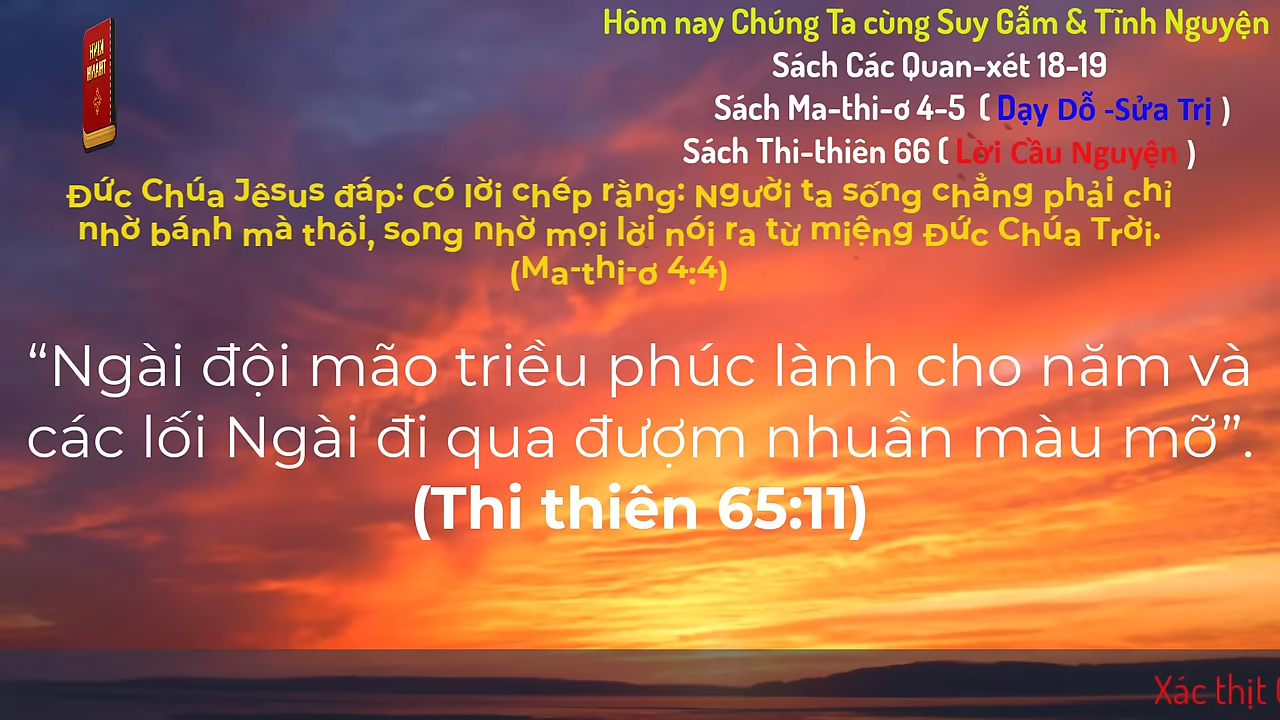 Hôm nay Chúng Ta cùng Suy Gẫm & Tĩnh Nguyện
Sách Các Quan-xét 18-19
Sách Ma-thi-ơ 4-5 ( Dạy Dỗ -Sửa Trị )
Sách Thi-thiên 66 ( Lời Cầu Nguyện )
KINH
THÁNH
Đức Chúa Jêsus đáp: Có lời chép rằng: Người ta sống chẳng phải chỉ
nhờ bánh mà thôi, song nhờ mọi lời nói ra từ miệng Đức Chúa Trời.
(Ma-thi-ơ 4:4)
“Ngài đội mão triều phúc lành cho năm và
các lối Ngài đi qua đượm nhuần màu mỡ”.
(Thi thiên 65:11)
Xác thịt